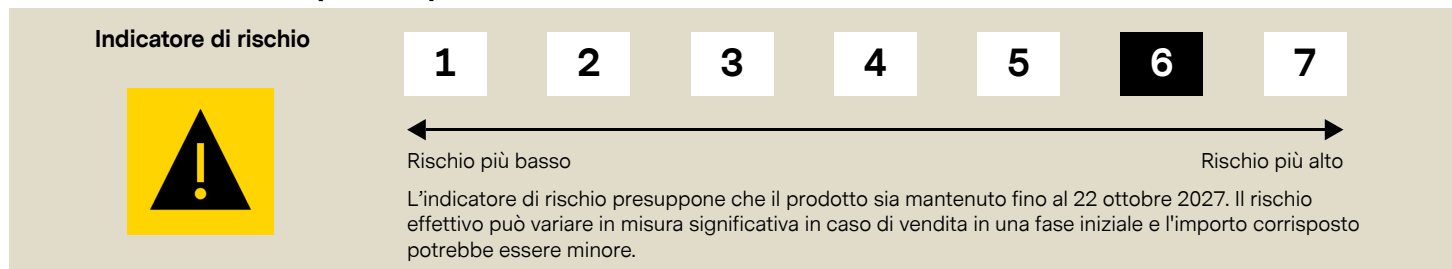 Indicatore di rischio
1 2 3 4 5 6 7
Rischio più basso Rischio più alto
L’indicatore di rischio presuppone che il prodotto sia mantenuto fino al 22 ottobre 2027. Il rischio
effettivo può variare in misura significativa in caso di vendita in una fase iniziale e l'importo corrisposto
potrebbe essere minore.